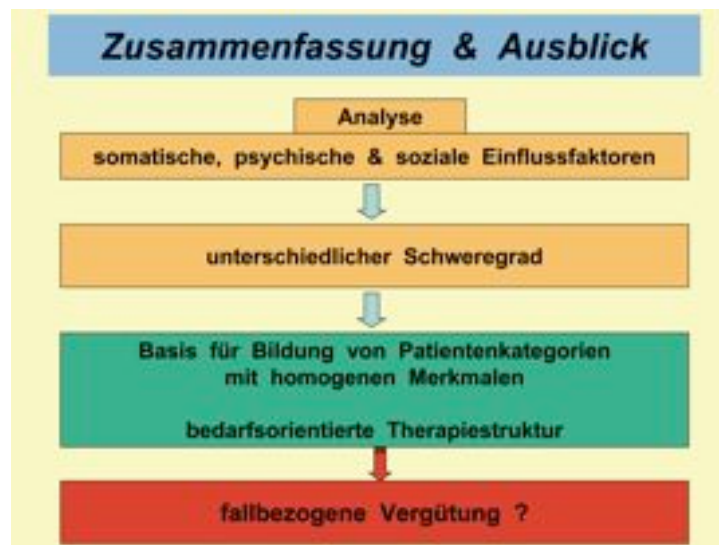 Zusammenfassung & Ausblick
Analyse
somatische, psychische & soziale Einflussfaktoren
unterschiedlicher Schweregrad
Basis für Bildung von Patientenkategorien
mit homogenen Merkmalen
bedarfsorientierte Therapiestruktur
fallbezogene Vergütung ?